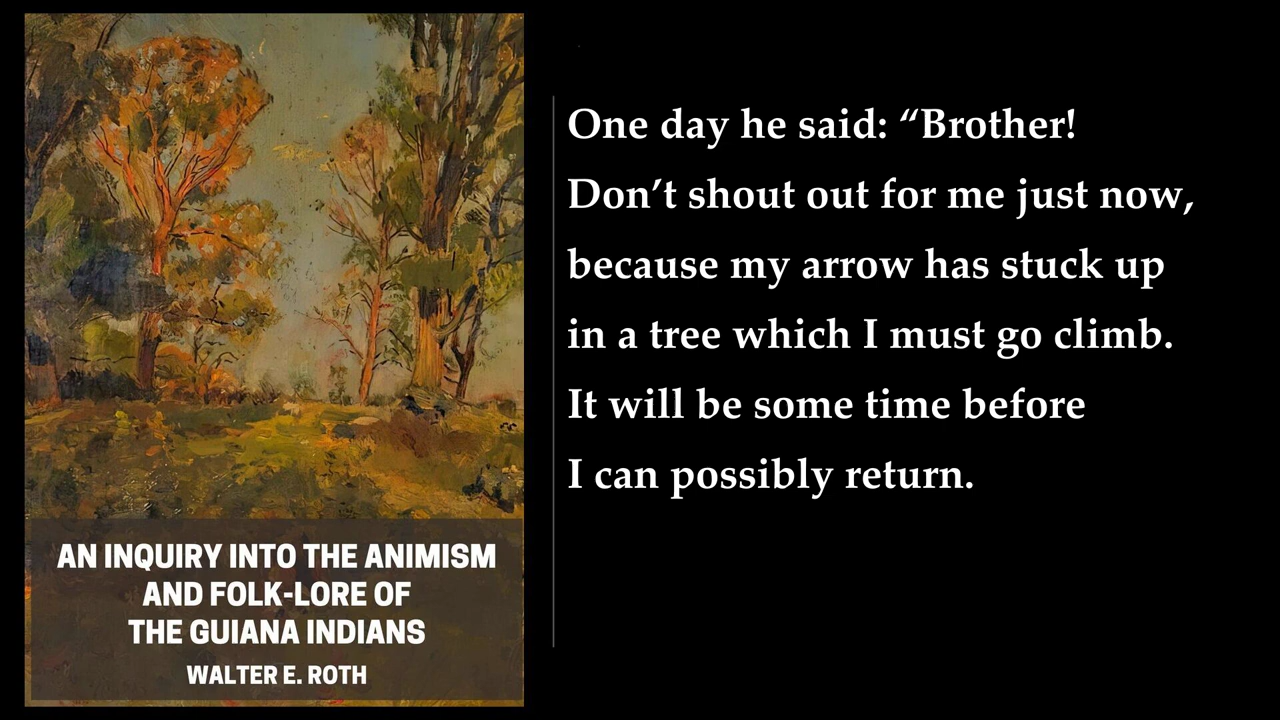 One day he said: “Brother!
Don’t shout out for me just now,
because my arrow has stuck up
in a tree which I must go climb.
It will be some time before
I can possibly return.
AN INQUIRY INTO THE ANIMISM
AND FOLK-LORE OF
THE GUIANA INDIANS
WALTER E. ROTH